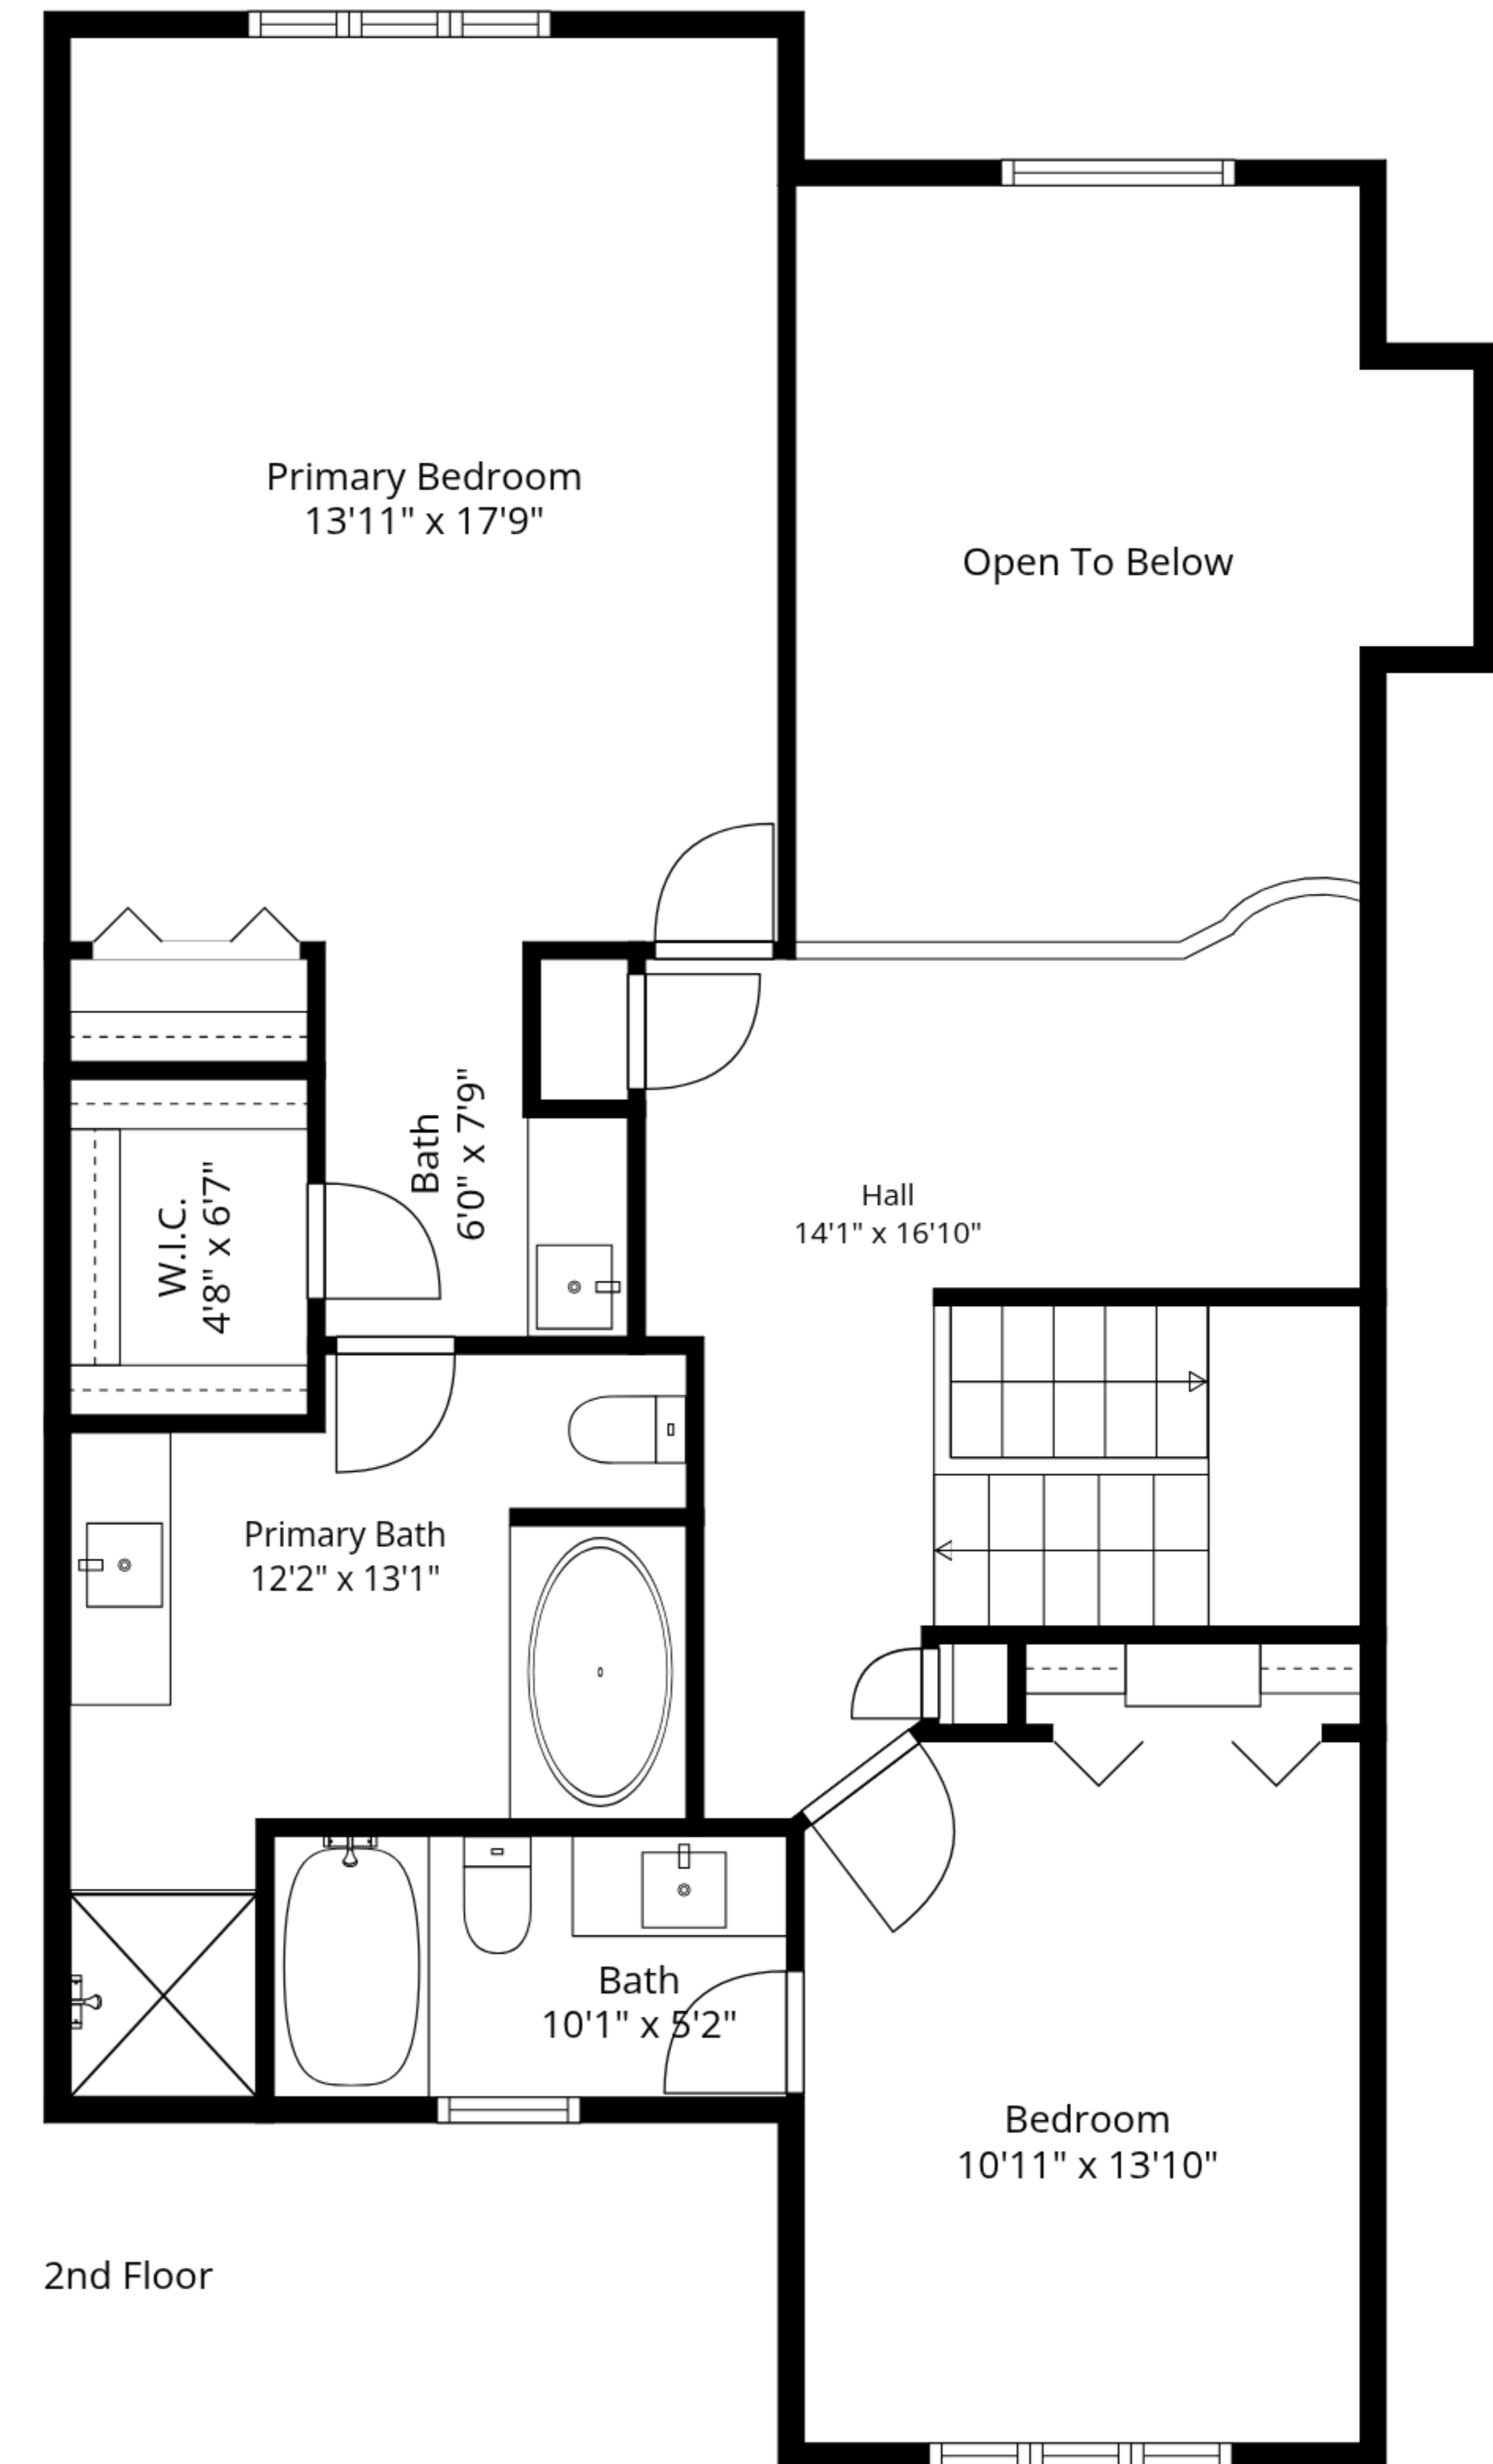 Primary Bedroom
13'11" x 17'9"
Open To Below
Bath
6'0" x 7'9"
W.I.C.
4'8" x 6'7"
Hall
14'1" x 16'10"
Primary Bath
12'2" x 13'1"
Bath
10'1" x 5'2"
Bedroom
10'11" x 13'10"
2nd Floor